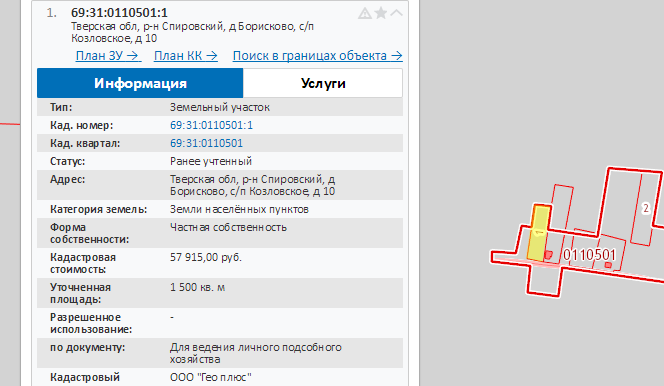 1. 69:31:0110501:1
Тверская обл, р-н Спировский, д Борисково, с/п
Козловское, д 10
План ЗУ → План КК → Поиск в границах объекта →
Информация Услуги
Тип: Земельный участок
Кад. номер: 69:31:0110501:1
Кад. квартал: 69:31:0110501
Статус: Ранее учтенный
Адрес: Тверская обл, р-н Спировский, д
Борисково, с/п Козловское, д 10
Категория земель: Земли населённых пунктов
Форма
собственности: Частная собственность
Кадастровая
стоимость: 57 915,00 руб.
Уточненная
площадь: 1 500 кв. м
Разрешенное
использование: -
по документу: Для ведения личного подсобного
хозяйства
Кадастровый ООО "Гео плюс"
1
2
0110501